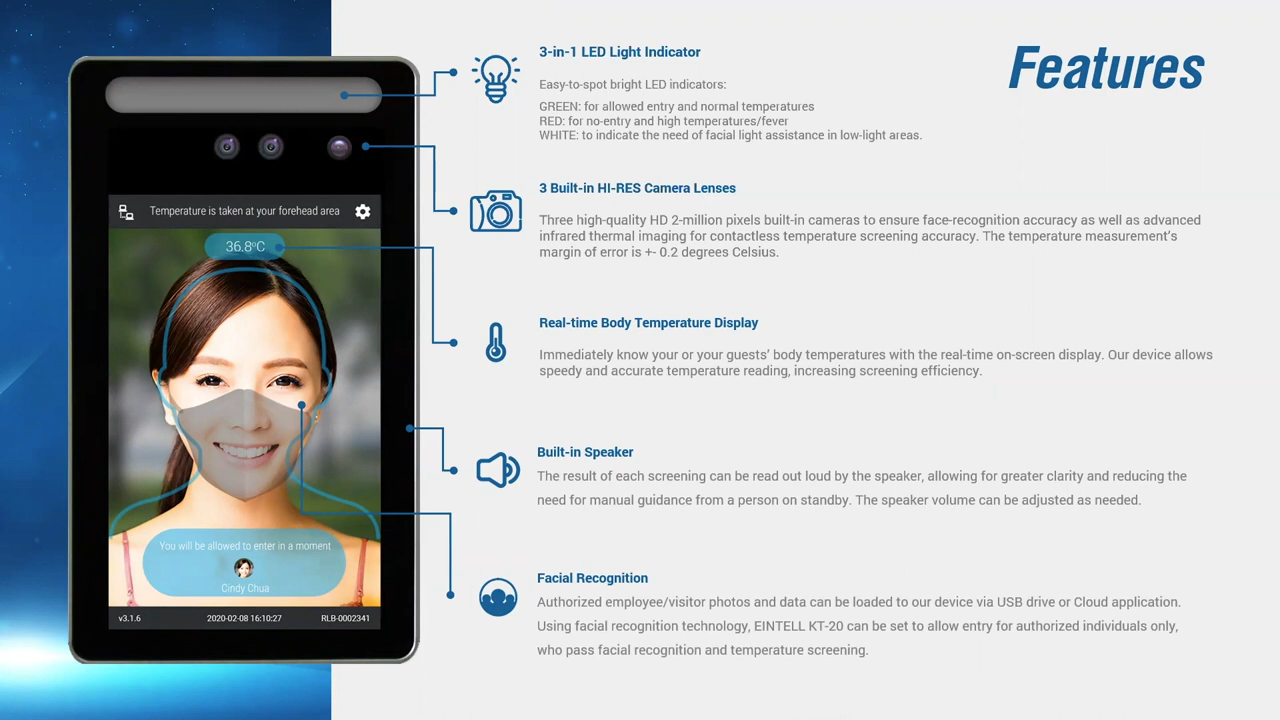 Features
3-in-1 LED Light Indicator
Easy-to-spot bright LED indicators:
GREEN: for allowed entry and normal temperatures
RED: for no-entry and high temperatures/fever
WHITE: to indicate the need of facial light assistance in low-light areas.
3 Built-in HI-RES Camera Lenses
Three high-quality HD 2-million pixels built-in cameras to ensure face-recognition accuracy as well as advanced
infrared thermal imaging for contactless temperature screening accuracy. The temperature measurement's
margin of error is +- 0.2 degrees Celsius.
Real-time Body Temperature Display
Immediately know your or your guests' body temperatures with the real-time on-screen display. Our device allows
speedy and accurate temperature reading, increasing screening efficiency.
Built-in Speaker
The result of each screening can be read out loud by the speaker, allowing for greater clarity and reducing the
need for manual guidance from a person on standby. The speaker volume can be adjusted as needed.
Facial Recognition
Authorized employee/visitor photos and data can be loaded to our device via USB drive or Cloud application.
Using facial recognition technology, EINTELL KT-20 can be set to allow entry for authorized individuals only,
who pass facial recognition and temperature screening.
Temperature is taken at your forehead area
36.8°C
You will be allowed to enter in a moment
Cindy Chua
v3.1.6 2020-02-08 16:10:27 RLB-0002341